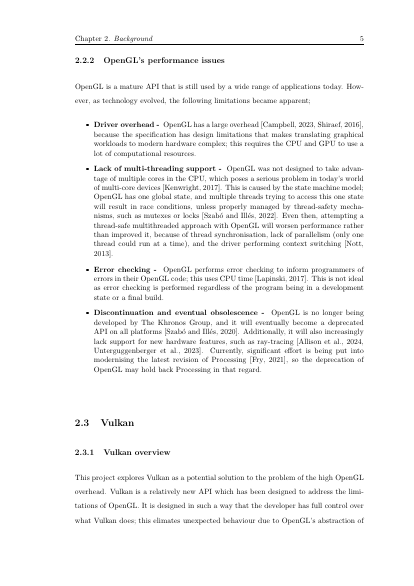 Chapter 2. Background 5
2.2.2 OpenGL's performance issues
OpenGL is a mature API that is still used by a wide range of applications today. How-
ever, as technology evolved, the following limitations became apparent;
• Driver overhead - OpenGL has a large overhead [Campbell, 2023, Shiraef, 2016],
because the specification has design limitations that makes translating graphical
workloads to modern hardware complex; this requires the CPU and GPU to use a
lot of computational resources.
• Lack of multi-threading support - OpenGL was not designed to take advan-
tage of multiple cores in the CPU, which poses a serious problem in today's world
of multi-core devices [Kenwright, 2017]. This is caused by the state machine model;
OpenGL has one global state, and multiple threads trying to access this one state
will result in race conditions, unless properly managed by thread-safety mecha-
nisms, such as mutexes or locks [Szabó and Illés, 2022]. Even then, attempting a
thread-safe multithreaded approach with OpenGL will worsen performance rather
than improved it, because of thread synchronisation, lack of parallelism (only one
thread could run at a time), and the driver performing context switching [Nott,
2013].
• Error checking - OpenGL performs error checking to inform programmers of
errors in their OpenGL code; this uses CPU time [Lapinski, 2017]. This is not ideal
as error checking is performed regardless of the program being in a development
state or a final build.
• Discontinuation and eventual obsolescence - OpenGL is no longer being
developed by The Khronos Group, and it will eventually become a deprecated
API on all platforms [Szabó and Illés, 2020]. Additionally, it will also increasingly
lack support for new hardware features, such as ray-tracing [Allison et al., 2024,
Unterguggenberger et al., 2023]. Currently, significant effort is being put into
modernising the latest revision of Processing [Fry, 2021], so the deprecation of
OpenGL may hold back Processing in that regard.
2.3 Vulkan
2.3.1 Vulkan overview
This project explores Vulkan as a potential solution to the problem of the high OpenGL
overhead. Vulkan is a relatively new API which has been designed to address the limi-
tations of OpenGL. It is designed in such a way that the developer has full control over
what Vulkan does; this elimates unexpected behaviour due to OpenGL's abstraction of